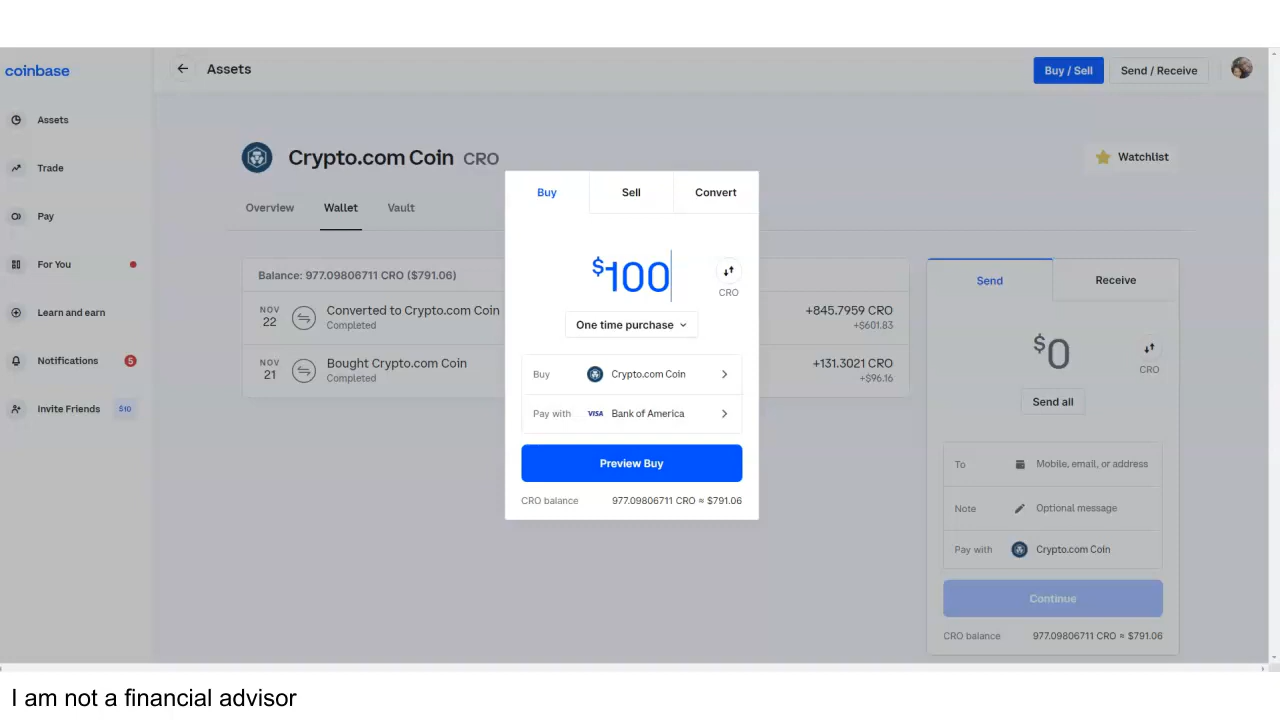 coinbase
Assets
Buy / Sell
Send / Receive
Assets
Trade
Pay
For You
Learn and earn
Notifications
5
Invite Friends
$10
Crypto.com Coin CRO
Watchlist
Overview
Wallet
Vault
Balance: 977.09806711 CRO ($791.06)
NOV
22
Converted to Crypto.com Coin
Completed
+845.7959 CRO
+$601.83
NOV
21
Bought Crypto.com Coin
Completed
+131.3021 CRO
+$96.16
Buy
Sell
Convert
$100
CRO
One time purchase
Buy
Crypto.com Coin
Pay with
VISA
Bank of America
Preview Buy
CRO balance
977.09806711 CRO ≈ $791.06
Send
Receive
$0
CRO
Send all
To
Mobile, email, or address
Note
Optional message
Pay with
Crypto.com Coin
Continue
CRO balance
977.09806711 CRO ≈ $791.06
I am not a financial advisor